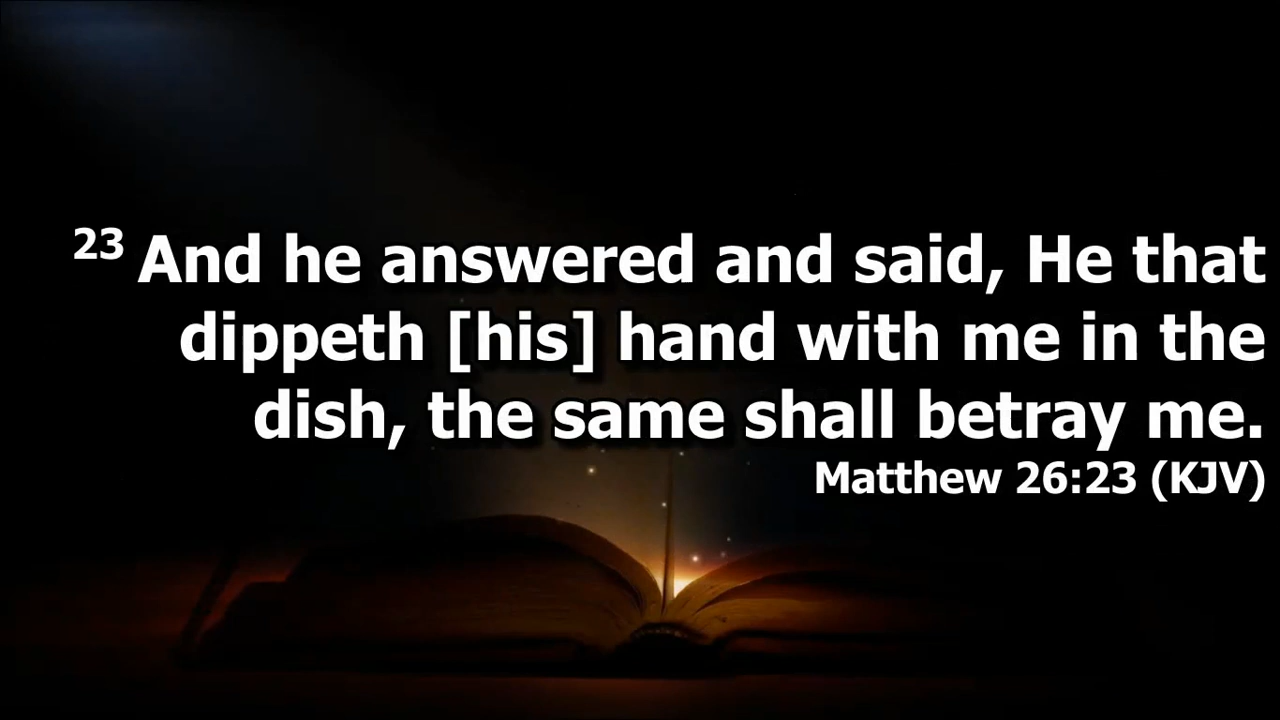 23 And he answered and said, He that
dippeth [his] hand with me in the
dish, the same shall betray me.
Matthew 26:23 (KJV)